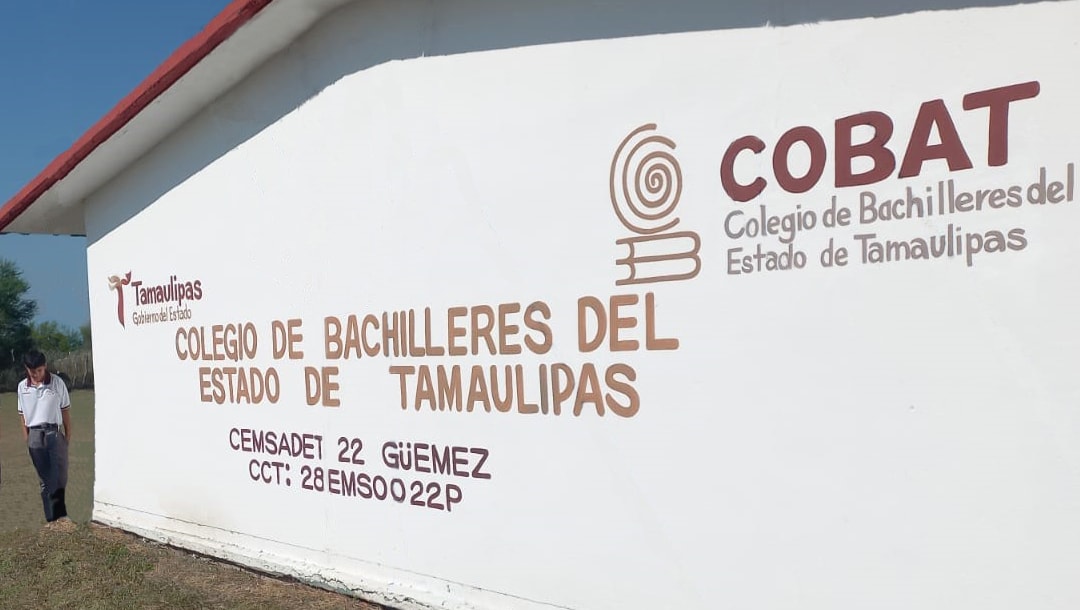 COBAT
Colegio de Bachilleres del
Estado de Tamaulipas
Tamaulipas
Gobierno del Estado
COLEGIO DE BACHILLERES DEL
ESTADO DE TAMAULIPAS
CEMSADET 22 GÜEMEZ
CCT: 28EMS0022P